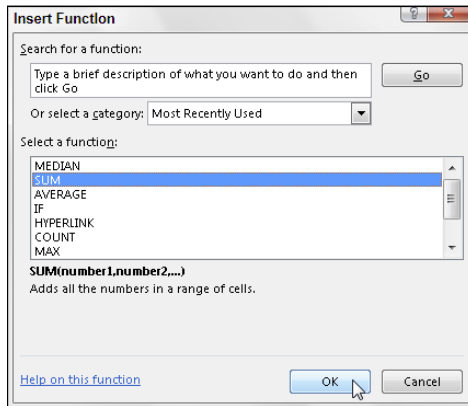 Insert Function
Search for a function:
Type a brief description of what you want to do and then
click Go
Go
Or select a category: Most Recently Used
Select a function:
MEDIAN
SUM
AVERAGE
IF
HYPERLINK
COUNT
MAX
SUM(number1,number2,...)
Adds all the numbers in a range of cells.
Help on this function
OK
Cancel